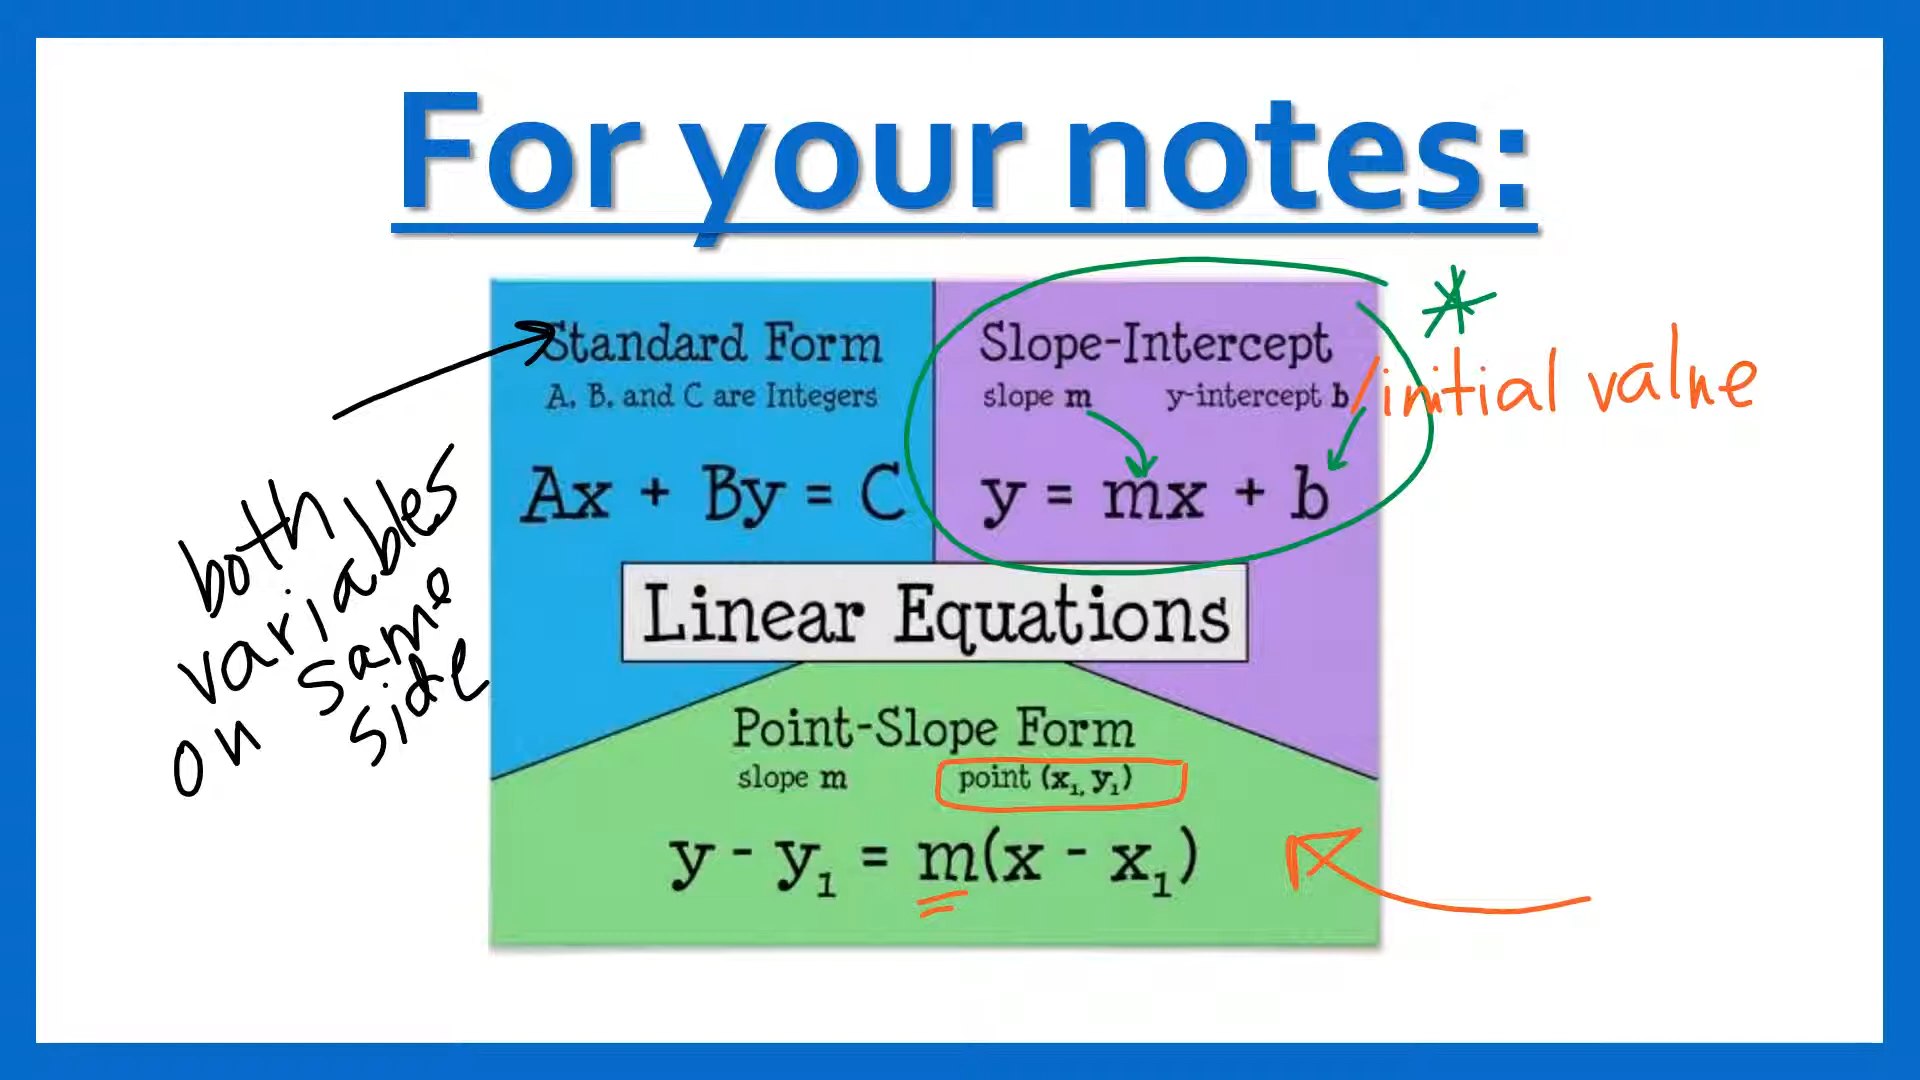 For your notes:
Standard Form
A, B, and C are Integers
Ax + By = C
Slope-Intercept
slope m y-intercept b
/initial value
y = mx + b
both
variables
on same
side
Linear Equations
Point-Slope Form
slope m point (x₁, y₁)
y - y₁ = m(x - x₁)